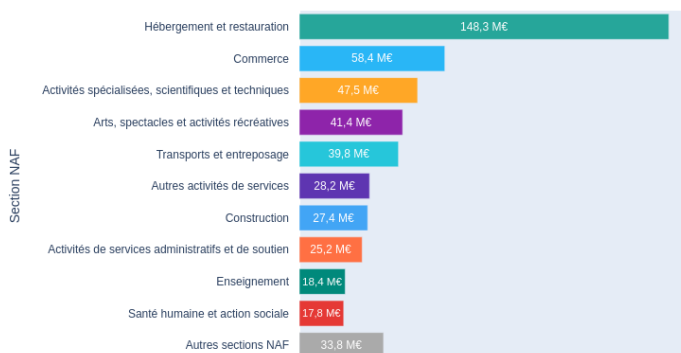 Section NAF
Hébergement et restauration 148,3 M€
Commerce 58,4 M€
Activités spécialisées, scientifiques et techniques 47,5 M€
Arts, spectacles et activités récréatives 41,4 M€
Transports et entreposage 39,8 M€
Autres activités de services 28,2 M€
Construction 27,4 M€
Activités de services administratifs et de soutien 25,2 M€
Enseignement 18,4 M€
Santé humaine et action sociale 17,8 M€
Autres sections NAF 33,8 M€